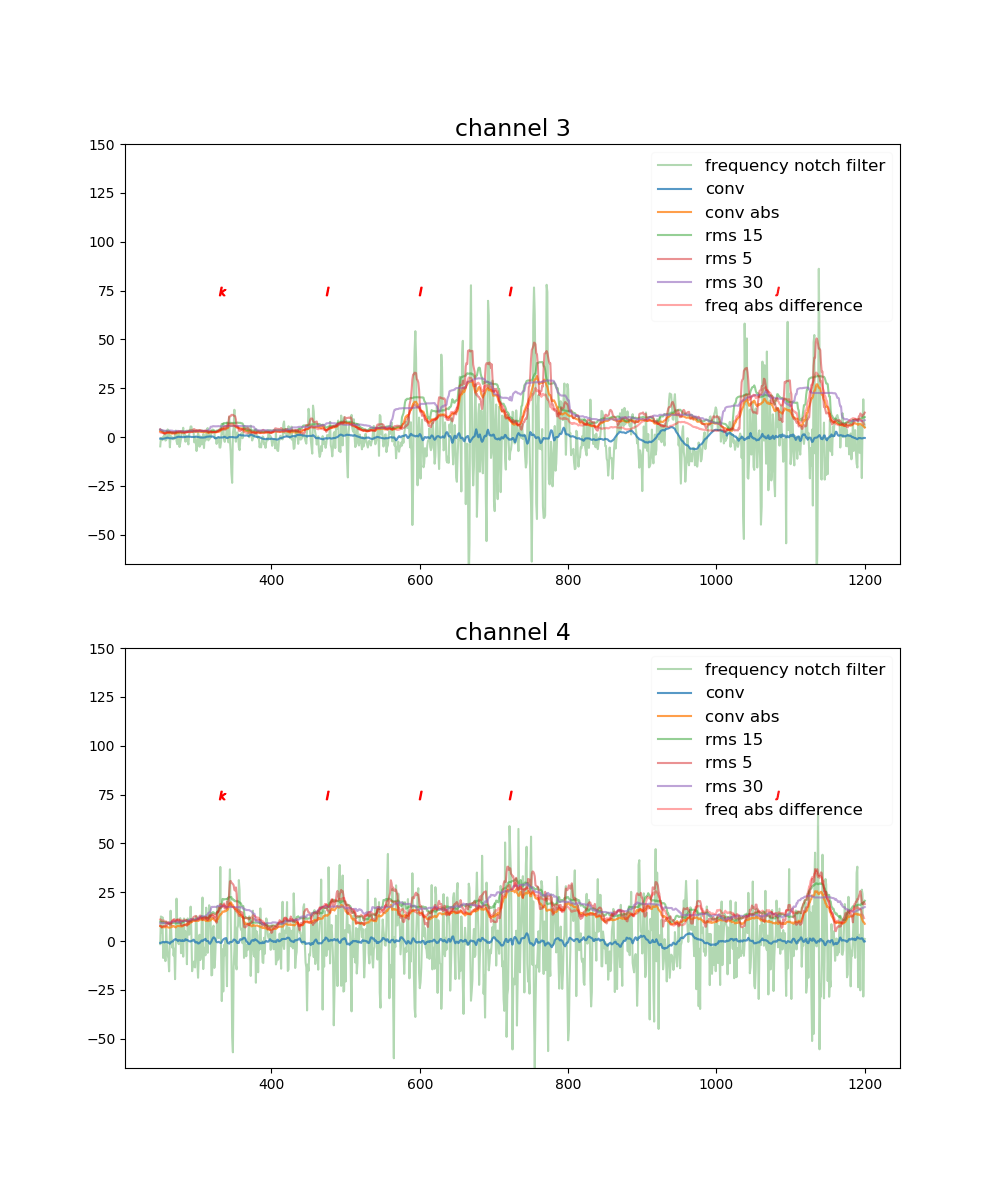 channel 3
150
125
100
75
50
25
0
−25
−50
frequency notch filter
conv
conv abs
rms 15
rms 5
rms 30
freq abs difference
k l l l j
400 600 800 1000 1200
channel 4
150
125
100
75
50
25
0
−25
−50
frequency notch filter
conv
conv abs
rms 15
rms 5
rms 30
freq abs difference
k l l l j
400 600 800 1000 1200